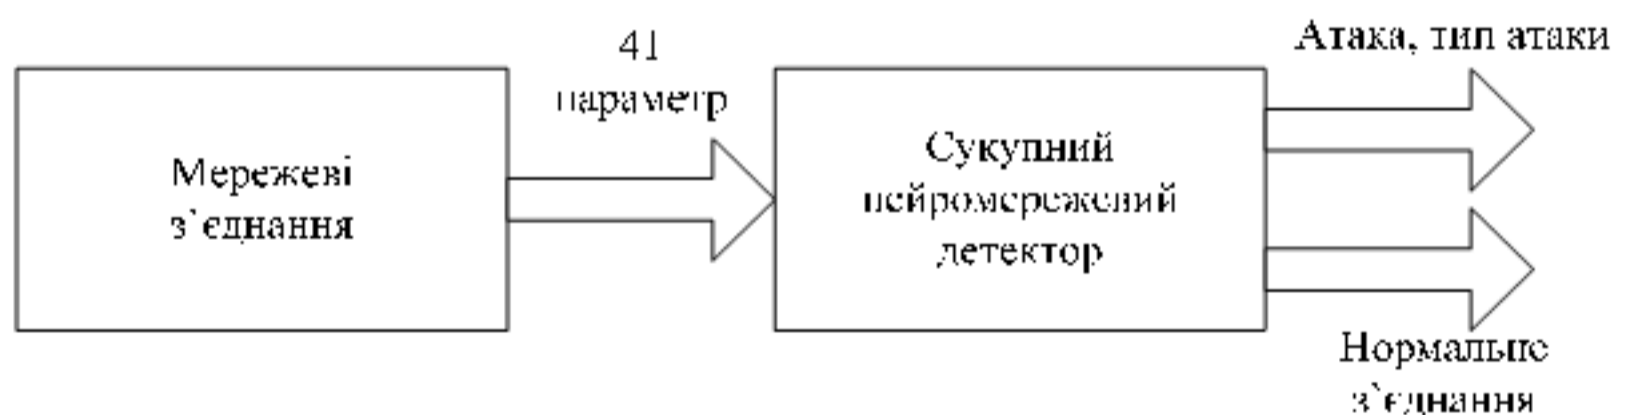 41
параметр
Атака, тип атаки
Мережеві
з`єднання
Сукупний
нейромережений
детектор
Нормальне
з`єднання